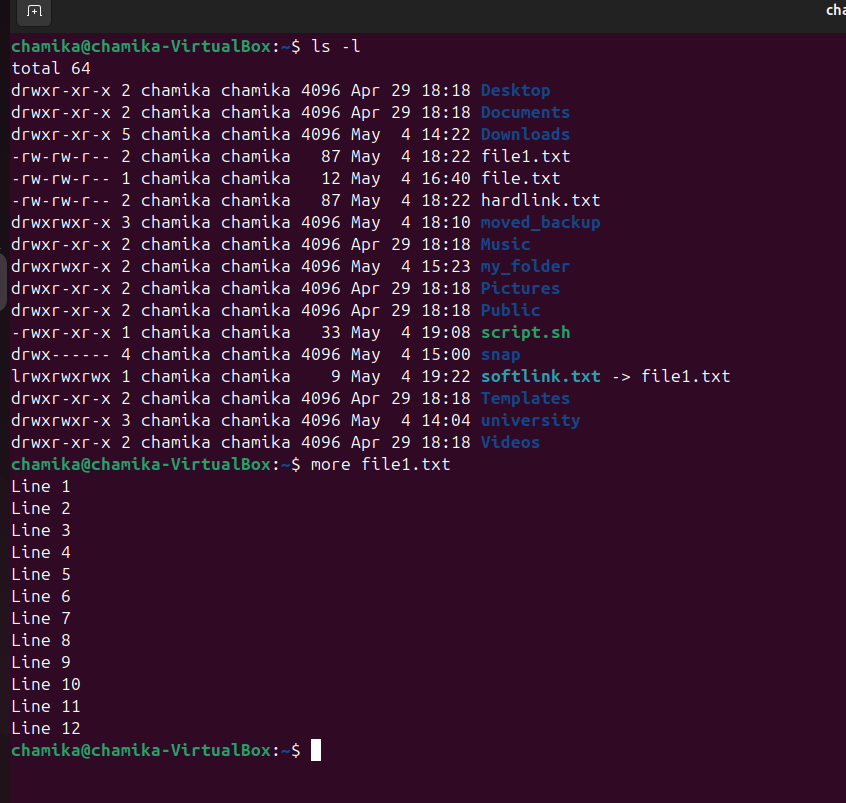 cha
chamika@chamika-VirtualBox:~$ ls -l
total 64
drwxr-xr-x 2 chamika chamika 4096 Apr 29 18:18 Desktop
drwxr-xr-x 2 chamika chamika 4096 Apr 29 18:18 Documents
drwxr-xr-x 5 chamika chamika 4096 May  4 14:22 Downloads
-rw-rw-r-- 2 chamika chamika   87 May  4 18:22 file1.txt
-rw-rw-r-- 1 chamika chamika   12 May  4 16:40 file.txt
-rw-rw-r-- 2 chamika chamika   87 May  4 18:22 hardlink.txt
drwxrwxr-x 3 chamika chamika 4096 May  4 18:10 moved_backup
drwxr-xr-x 2 chamika chamika 4096 Apr 29 18:18 Music
drwxrwxr-x 2 chamika chamika 4096 May  4 15:23 my_folder
drwxr-xr-x 2 chamika chamika 4096 Apr 29 18:18 Pictures
drwxr-xr-x 2 chamika chamika 4096 Apr 29 18:18 Public
-rwxr-xr-x 1 chamika chamika   33 May  4 19:08 script.sh
drwx------ 4 chamika chamika 4096 May  4 15:00 snap
lrwxrwxrwx 1 chamika chamika    9 May  4 19:22 softlink.txt -> file1.txt
drwxr-xr-x 2 chamika chamika 4096 Apr 29 18:18 Templates
drwxrwxr-x 3 chamika chamika 4096 May  4 14:04 university
drwxr-xr-x 2 chamika chamika 4096 Apr 29 18:18 Videos
chamika@chamika-VirtualBox:~$ more file1.txt
Line 1
Line 2
Line 3
Line 4
Line 5
Line 6
Line 7
Line 8
Line 9
Line 10
Line 11
Line 12
chamika@chamika-VirtualBox:~$